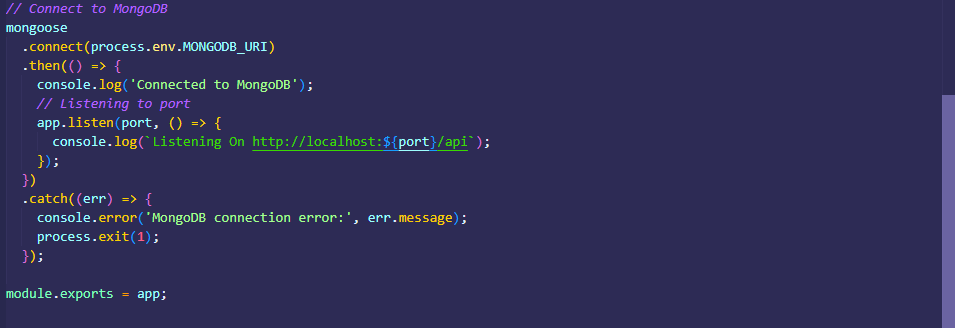 // Connect to MongoDB
mongoose
  .connect(process.env.MONGODB_URI)
  .then(() => {
    console.log('Connected to MongoDB');
    // Listening to port
    app.listen(port, () => {
      console.log(`Listening On http://localhost:${port}/api`);
    });
  })
  .catch((err) => {
    console.error('MongoDB connection error:', err.message);
    process.exit(1);
  });

module.exports = app;